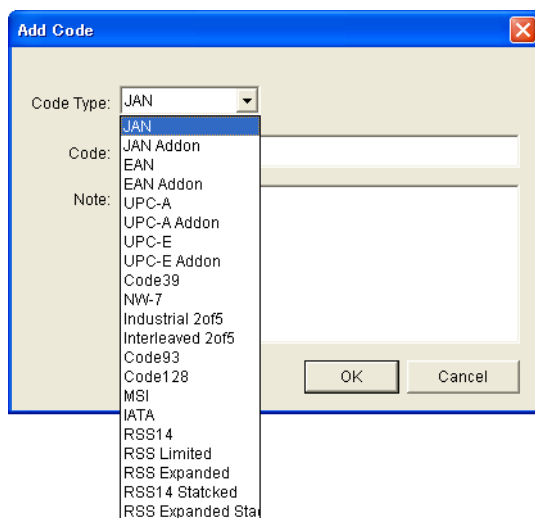 Add Code
Code Type: JAN
JAN
JAN Addon
Code:
EAN
EAN Addon
Note:
UPC-A
UPC-A Addon
UPC-E
UPC-E Addon
Code39
NW-7
Industrial 2of5
Interleaved 2of5
Code93
Code128
OK Cancel
MSI
IATA
RSS14
RSS Limited
RSS Expanded
RSS14 Statcked
RSS Expanded